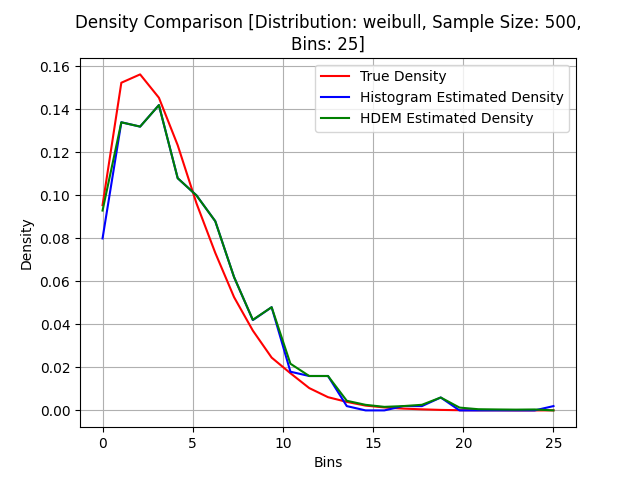 Density Comparison [Distribution: weibull, Sample Size: 500,
Bins: 25]
True Density
Histogram Estimated Density
HDEM Estimated Density
Density
0.16
0.14
0.12
0.10
0.08
0.06
0.04
0.02
0.00
0 5 10 15 20 25
Bins